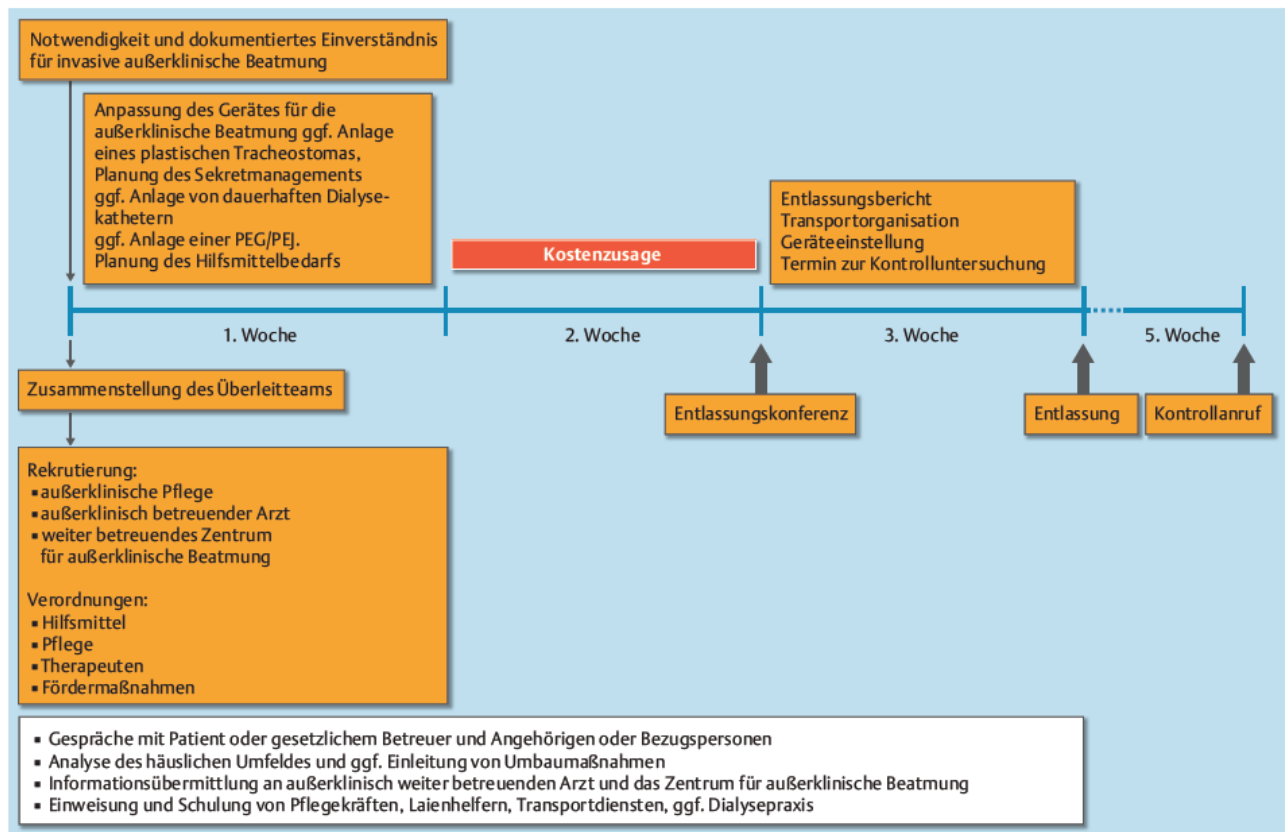 Notwendigkeit und dokumentiertes Einverständnis
für invasive außerklinische Beatmung
Anpassung des Gerätes für die
außerklinische Beatmung ggf. Anlage
eines plastischen Tracheostomas,
Planung des Sekretmanagements
ggf. Anlage von dauerhaften Dialyse-
kathetern
ggf. Anlage einer PEG/PEJ.
Planung des Hilfsmittelbedarfs
Kostenzusage
Entlassungsbericht
Transportorganisation
Geräteeinstellung
Termin zur Kontrolluntersuchung
1. Woche
2. Woche
3. Woche
5. Woche
Zusammenstellung des Überleitteams
Entlassungskonferenz
Entlassung
Kontrollanruf
Rekrutierung:
▪ außerklinische Pflege
▪ außerklinisch betreuender Arzt
▪ weiter betreuendes Zentrum
für außerklinische Beatmung
Verordnungen:
▪ Hilfsmittel
▪ Pflege
▪ Therapeuten
▪ Fördermaßnahmen
▪ Gespräche mit Patient oder gesetzlichem Betreuer und Angehörigen oder Bezugspersonen
▪ Analyse des häuslichen Umfeldes und ggf. Einleitung von Umbaumaßnahmen
▪ Informationsübermittlung an außerklinisch weiter betreuenden Arzt und das Zentrum für außerklinische Beatmung
▪ Einweisung und Schulung von Pflegekräften, Laienhelfern, Transportdiensten, ggf. Dialysepraxis